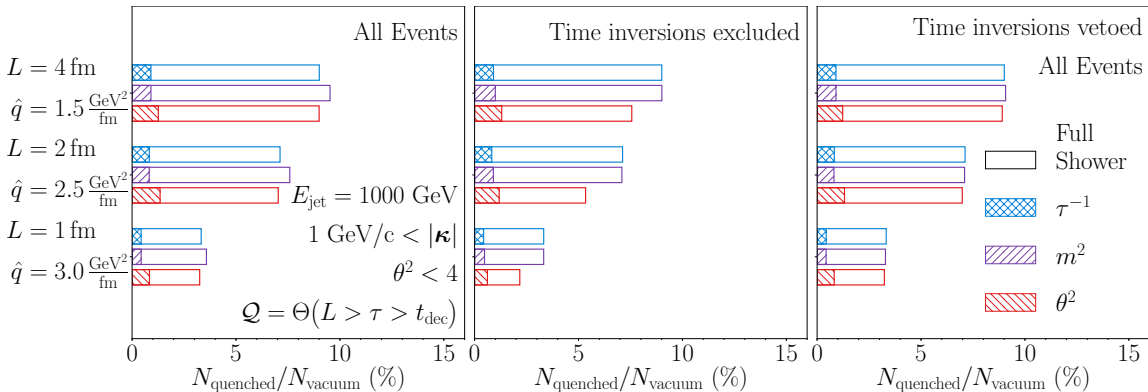 All Events
Time inversions excluded
Time inversions vetoed
All Events
L = 4 fm
q̂ = 1.5 GeV²/fm
L = 2 fm
q̂ = 2.5 GeV²/fm
L = 1 fm
q̂ = 3.0 GeV²/fm
E_jet = 1000 GeV
1 GeV/c < |κ|
θ² < 4
𝒬 = Θ(L > τ > t_dec)
Full
Shower
τ⁻¹
m²
θ²
0 5 10 15
0 5 10 15
0 5 10 15
N_quenched/N_vacuum (%)
N_quenched/N_vacuum (%)
N_quenched/N_vacuum (%)